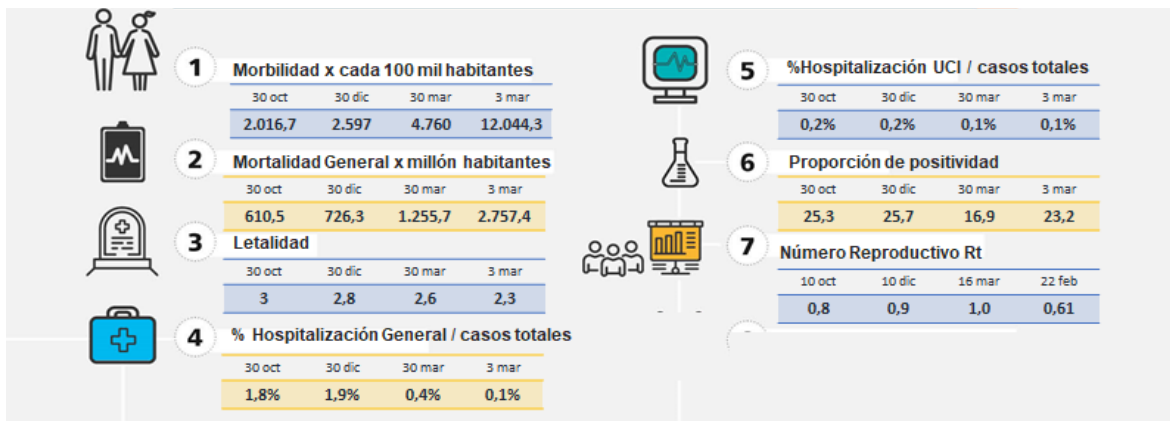 1 Morbilidad x cada 100 mil habitantes
30 oct 30 dic 30 mar 3 mar
2.016,7 2.597 4.760 12.044,3
2 Mortalidad General x millón habitantes
30 oct 30 dic 30 mar 3 mar
610,5 726,3 1.255,7 2.757,4
3 Letalidad
30 oct 30 dic 30 mar 3 mar
3 2,8 2,6 2,3
4 % Hospitalización General / casos totales
30 oct 30 dic 30 mar 3 mar
1,8% 1,9% 0,4% 0,1%
5 %Hospitalización UCI / casos totales
30 oct 30 dic 30 mar 3 mar
0,2% 0,2% 0,1% 0,1%
6 Proporción de positividad
30 oct 30 dic 30 mar 3 mar
25,3 25,7 16,9 23,2
7 Número Reproductivo Rt
10 oct 10 dic 16 mar 22 feb
0,8 0,9 1,0 0,61